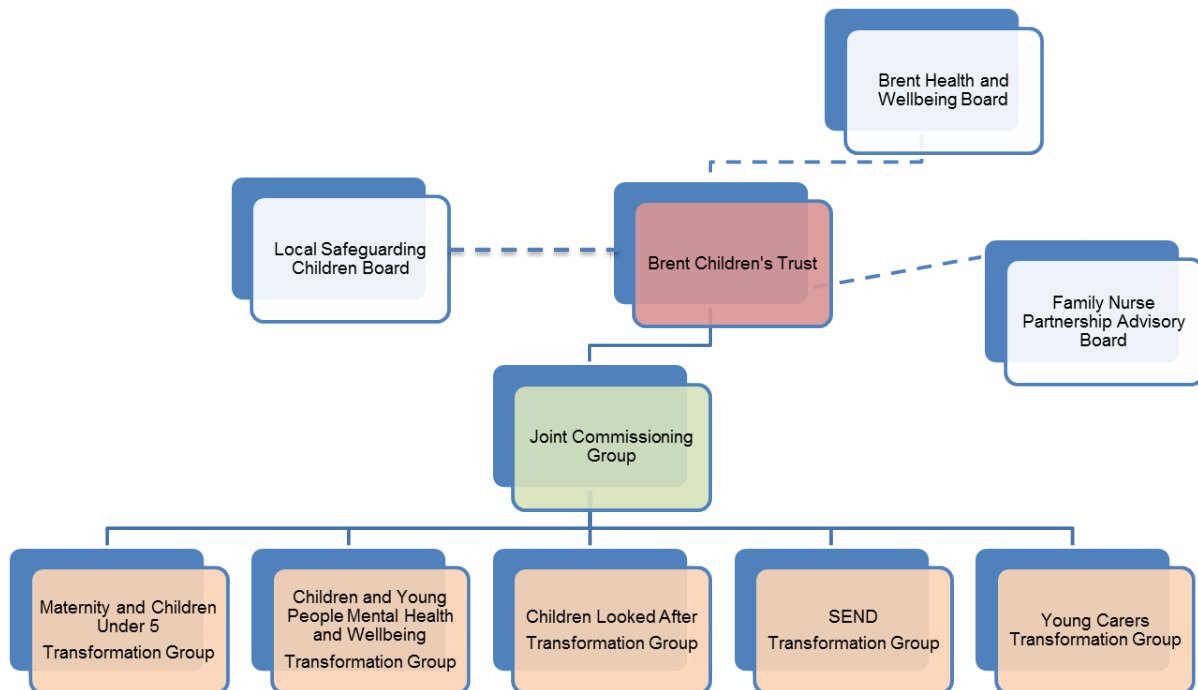 Brent Health and
Wellbeing Board
Local Safeguarding
Children Board
Brent Children's Trust
Family Nurse
Partnership Advisory
Board
Joint Commissioning
Group
Maternity and Children
Under 5
Transformation Group
Children and Young
People Mental Health
and Wellbeing
Transformation Group
Children Looked After
Transformation Group
SEND
Transformation Group
Young Carers
Transformation Group